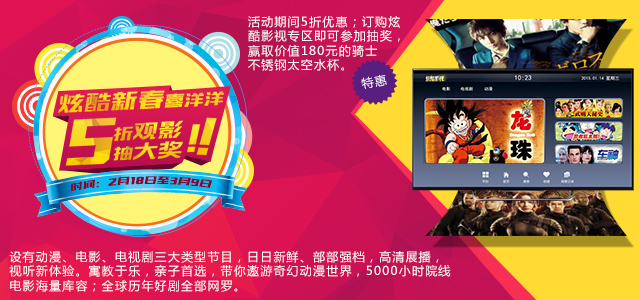 活动期间5折优惠；订购炫
酷影视专区即可参加抽奖，
赢取价值180元的骑士
不锈钢太空水杯。
特惠
炫酷新春喜洋洋
5折观影
抽大奖!!
时间：2月18日至3月9日
10:23
电影 电视剧 动漫
龙珠
车神
设有动漫、电影、电视剧三大类型节目，日日新鲜、部部强档，高清展播，
视听新体验。寓教于乐，亲子首选，带你遨游奇幻动漫世界，5000小时院线
电影海量库容；全球历年好剧全部网罗。